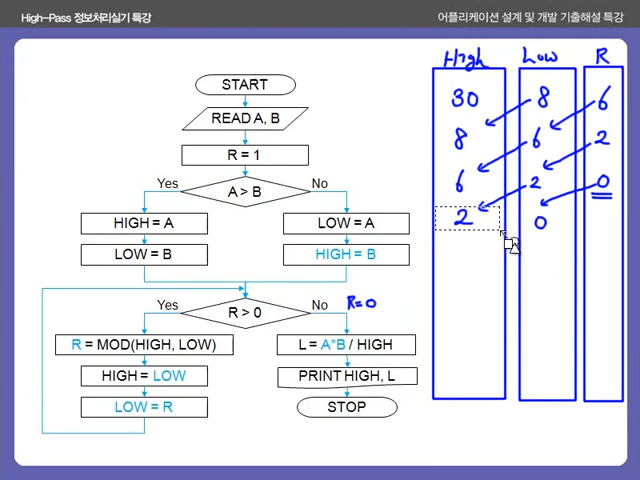 High-Pass 정보처리실기 특강
어플리케이션 설계 및 개발 기출해설 특강
START
READ A, B
R = 1
Yes
A > B
No
HIGH = A
LOW = A
LOW = B
HIGH = B
Yes
R > 0
No
R=0
R = MOD(HIGH, LOW)
L = A*B / HIGH
HIGH = LOW
PRINT HIGH, L
LOW = R
STOP
High Low R
30 8 6
8 6 2
6 2 0
2 0